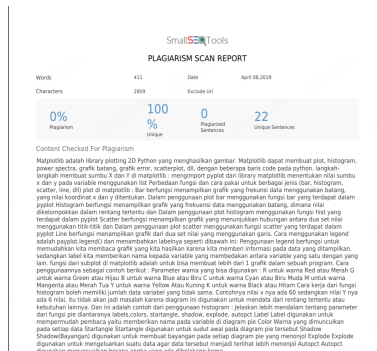 SmallSEOTools
PLAGIARISM SCAN REPORT
Words 411 Date April 08,2019
Characters 2859 Exclude Url
0%
Plagiarism
100
%
Unique
0
Plagiarized
Sentences
22
Unique Sentences
Content Checked For Plagiarism
Matplotlib adalah library plotting 2D Python yang menghasilkan gambar. Matplotlib dapat membuat plot, histogram,
power spectra, grafik batang, grafik error, scatterplot, dll, dengan beberapa baris code pada python. langkah-
langkah membuat sumbu X dan Y di matplotlib : mengimport pyplot dari library matplotlib menentukan nilai sumbu
x dan y pada variable menggunakan list Perbedaan fungsi dan cara pakai untuk berbagai jenis (bar, histogram,
scatter, line, dll) plot di matplotlib : Bar berfungsi menampilkan grafik yang frekunsi data menggunakan batang,
yang nilai koordinat x dan y ditentukan. Dalam penggunaan plot bar menggunakan fungsi bar yang terdapat dalam
pyplot Histogram berfungsi menampilkan grafik yang frekuensi data menggunakan batang, dimana nilai
dikelompokkan dalam rentang tertentu dan Dalam penggunaan plot histogram menggunakan fungsi hist yang
terdapat dalam pyplot Scatter berfungsi menampilkan grafik yang menunjukkan hubungan antara dua set nilai
menggunakan titik-titik dan Dalam penggunaan plot scatter menggunakan fungsi scatter yang terdapat dalam
pyplot Line berfungsi menampilkan grafik dari dua set nilai yang menggunakan garis. Cara menggunakan legend
adalah payplot.legend() dan menambahkan labelnya seperti dibawah ini: Penggunaan legend berfungsi untuk
memudahkan kita membaca grafik yang kita hasilkan karena kita memberi informasi pada data yang ditampilkan.
sedangkan label kita memberikan nama kepada variable yang membedakan antara variable yang satu dengan yang
lain. fungsi dari subplot di matplotlib adalah untuk bisa membuat lebih dari 1 grafik dalam sebuah program. Cara
penggunaannya sebagai contoh berikut : Parameter warna yang bisa digunakan : R untuk warna Red atau Merah G
untuk warna Green atau Hijau B untuk warna Blue atau Biru C untuk warna Cyan atau Biru Muda M untuk warna
Mangenta atau Merah Tua Y untuk warna Yellow Atau Kuning K untuk warna Black atau Hitam Cara kerja dari fungsi
histogram boleh memiliki jumlah data variabel yang tidak sama. Contohnya nilai x nya ada 60 sedangkan nilai Y nya
ada 6 nilai, itu tidak akan jadi masalah karena diagram ini digunakan untuk mendata dari rentang tertentu atau
kebutuhan lainnya. Dan ini adalah contoh dari penggunaan histogram : Jelaskan lebih mendalam tentang parameter
dari fungsi pie diantaranya labels,colors, startangle, shadow, explode, autopct Label Label digunakan untuk
mempermudah pembaca yaitu memberikan nama pada variable di diagram pie Color Warna yang dimunculkan
pada setiap data Startangle Startangle digunakan untuk sudut awal pada diagram pie tersebut Shadow
Shadow(Bayangan) digunakan untuk membuat bayangan pada setiap diagram pie yang menonjol Explode Explode
digunakan untuk mengeluarkan suatu data agar data tersebut menjadi terlihat lebih menonjol Autopct Autopct